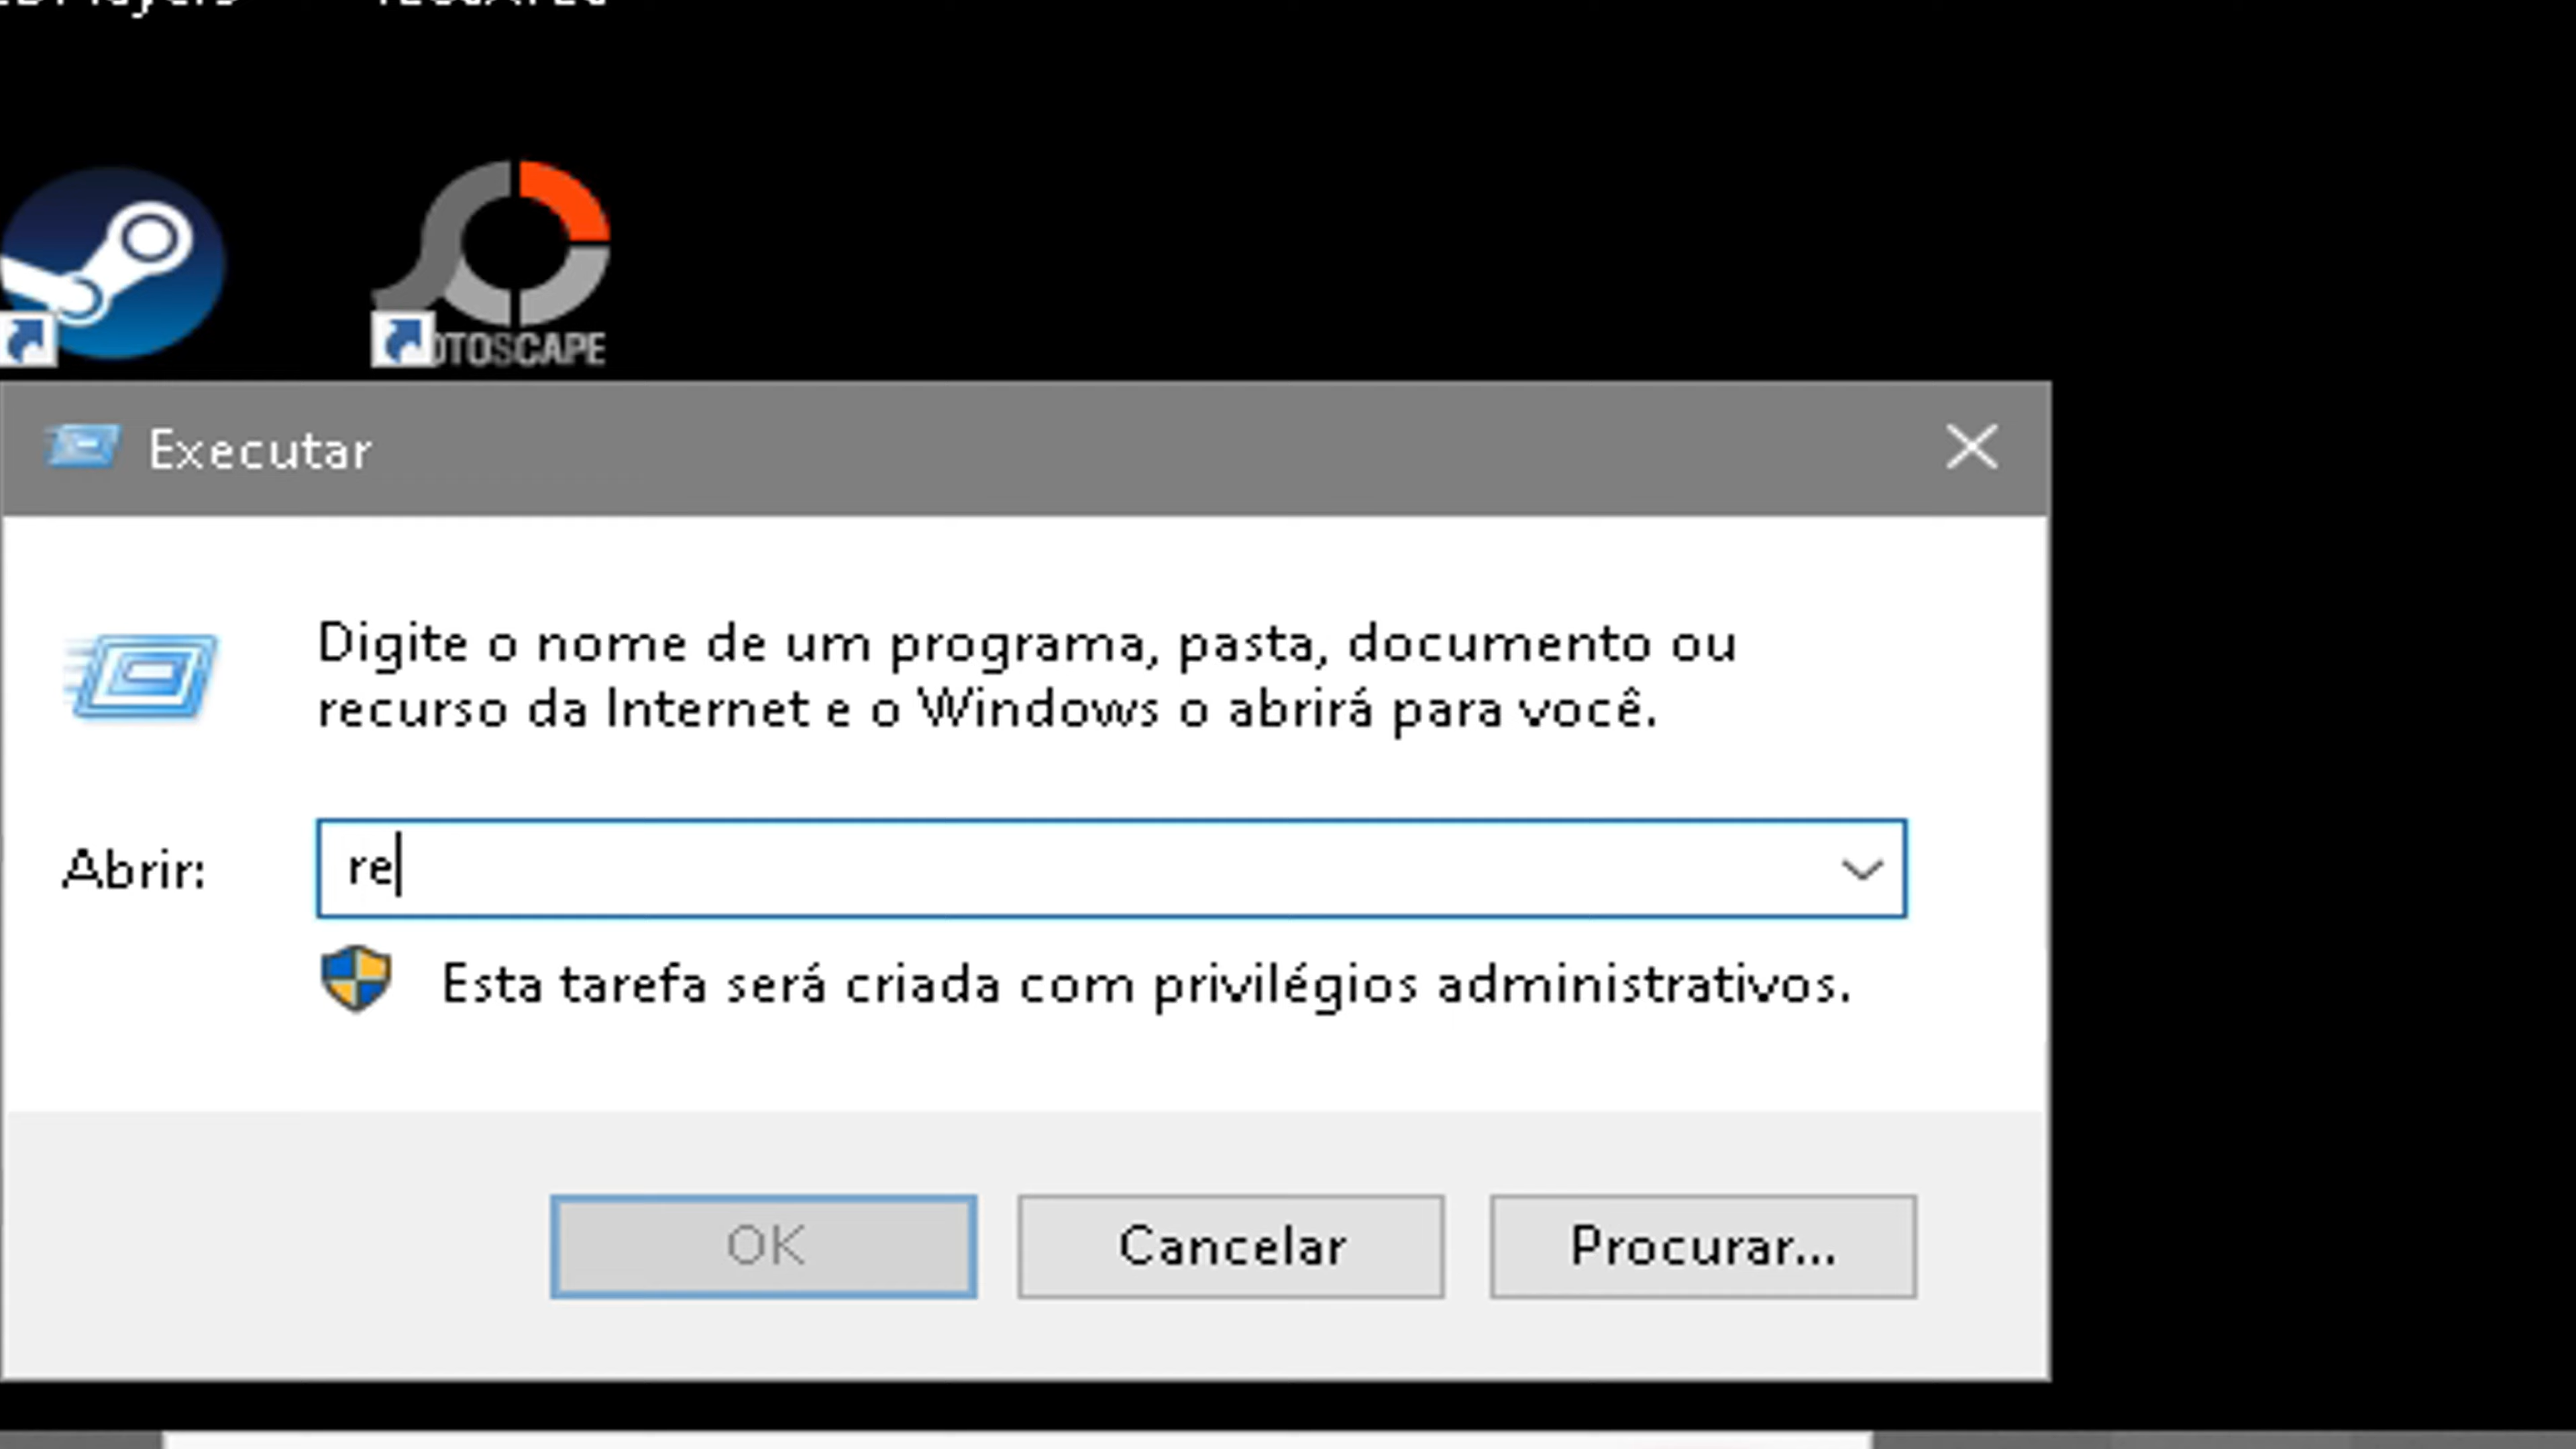 OTOSCAPE
Executar
Digite o nome de um programa, pasta, documento ou
recurso da Internet e o Windows o abrirá para você.
Abrir:
re
Esta tarefa será criada com privilégios administrativos.
OK
Cancelar
Procurar...